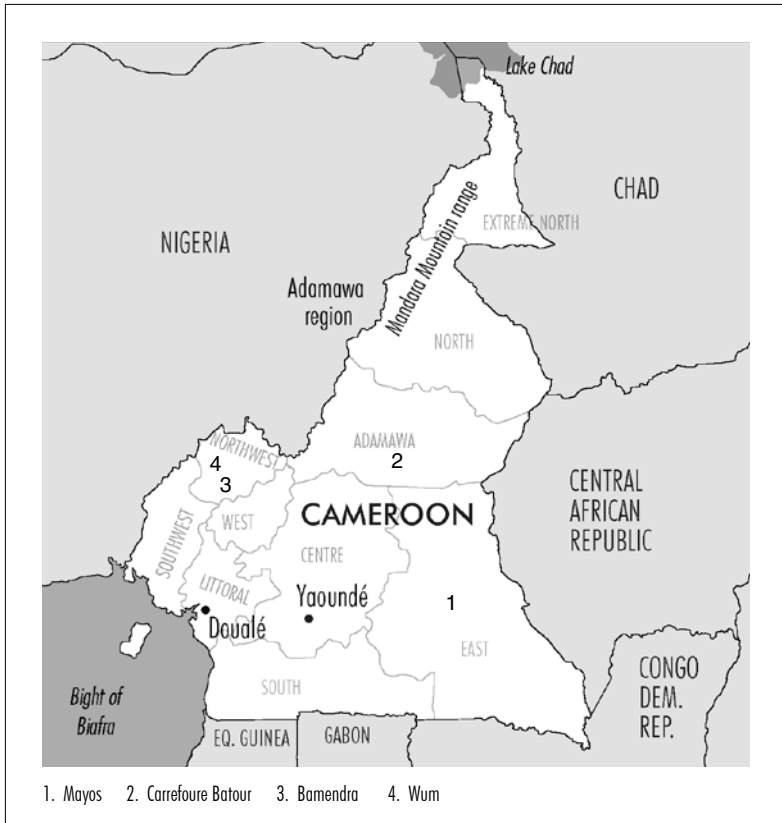 Lake Chad
CHAD
NIGERIA
EXTREME NORTH
Mandara Mountain range
Adamawa
region
NORTH
ADAMAWA
2
NORTHWEST
4
3
WEST
SOUTHWEST
CAMEROON
CENTRAL
AFRICAN
REPUBLIC
CENTRE
LITTORAL
Yaoundé
Doualé
1
EAST
SOUTH
CONGO
DEM.
REP.
Bight of
Biafra
EQ. GUINEA
GABON
1. Mayos 2. Carrefoure Batour 3. Bamendra 4. Wum